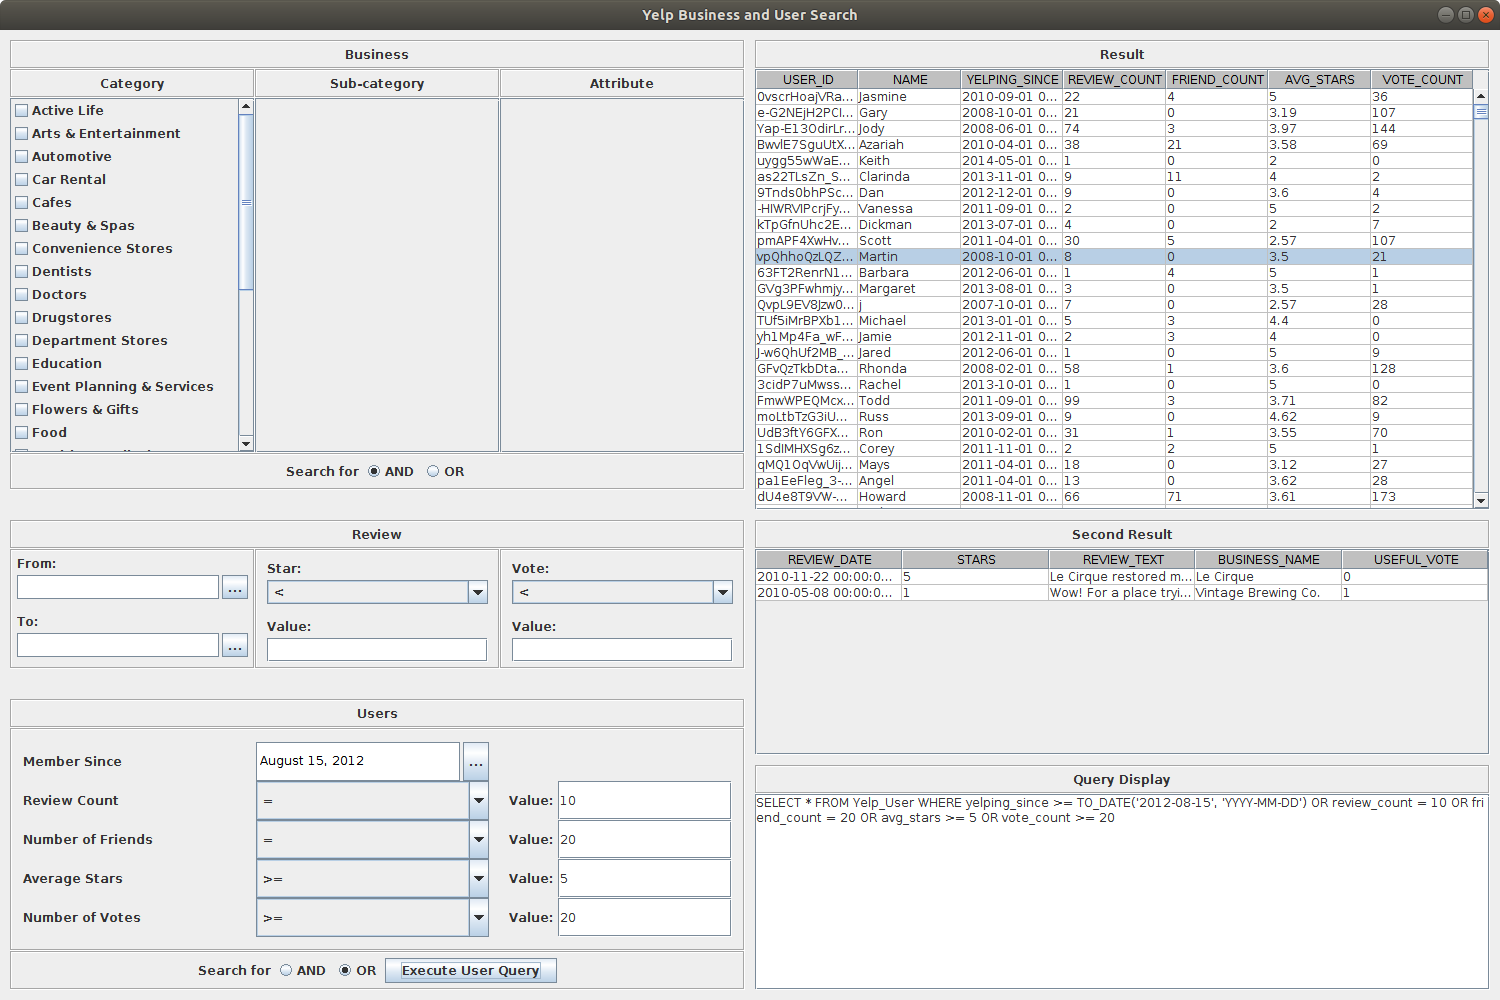 Yelp Business and User Search
Business
Category Sub-category Attribute
Active Life
Arts & Entertainment
Automotive
Car Rental
Cafes
Beauty & Spas
Convenience Stores
Dentists
Doctors
Drugstores
Department Stores
Education
Event Planning & Services
Flowers & Gifts
Food
Search for AND OR
Review
From:
...
To:
...
Star:
<
Value:
Vote:
<
Value:
Users
Member Since August 15, 2012 ...
Review Count = Value: 10
Number of Friends = Value: 20
Average Stars >= Value: 5
Number of Votes >= Value: 20
Search for AND OR Execute User Query
Result
USER_ID NAME YELPING_SINCE REVIEW_COUNT FRIEND_COUNT AVG_STARS VOTE_COUNT
0vscrHoajVRa... Jasmine 2010-09-01 0... 22 4 5 36
e-G2NEjH2PCI... Gary 2008-10-01 0... 21 0 3.19 107
Yap-E13OdirLr... Jody 2008-06-01 0... 74 3 3.97 144
BwvlE7SguUtX... Azariah 2010-04-01 0... 38 21 3.58 69
uygg55wWaE... Keith 2014-05-01 0... 1 0 2 0
as22TLsZn_S... Clarinda 2013-11-01 0... 9 11 4 2
9Tnds0bhPSc... Dan 2012-12-01 0... 9 0 3.6 4
-HIWRVIPcrjFy... Vanessa 2011-09-01 0... 2 0 5 2
kTpGfnUhc2E... Dickman 2013-07-01 0... 4 0 2 7
pmAPF4XwHv... Scott 2011-04-01 0... 30 5 2.57 107
vpQhhoQzLQZ... Martin 2008-10-01 0... 8 0 3.5 21
63FT2RenrN1... Barbara 2012-06-01 0... 1 4 5 1
GVg3PFwhmjy... Margaret 2013-08-01 0... 3 0 3.5 1
QvpL9EV8Jzw0... j 2007-10-01 0... 7 0 2.57 28
TUf5iMrBPXb1... Michael 2013-01-01 0... 5 3 4.4 0
yh1Mp4Fa_wF... Jamie 2012-11-01 0... 2 3 4 0
J-w6QhUf2MB_... Jared 2012-06-01 0... 1 0 5 9
GFvQzTkbDta... Rhonda 2008-02-01 0... 58 1 3.6 128
3cidP7uMwss... Rachel 2013-10-01 0... 1 0 5 0
FmwWPEQMcx... Todd 2011-09-01 0... 99 3 3.71 82
moLtbTzG3iU... Russ 2013-09-01 0... 9 0 4.62 9
UdB3ftY6GFX... Ron 2010-02-01 0... 31 1 3.55 70
1SdIMHXSg6z... Corey 2011-11-01 0... 2 2 5 1
qMQ1OqVwUij... Mays 2011-04-01 0... 18 0 3.12 27
pa1EeFleg_3-... Angel 2011-04-01 0... 13 0 3.62 28
dU4e8T9VW-... Howard 2008-11-01 0... 66 71 3.61 173
Second Result
REVIEW_DATE STARS REVIEW_TEXT BUSINESS_NAME USEFUL_VOTE
2010-11-22 00:00:0... 5 Le Cirque restored m... Le Cirque 0
2010-05-08 00:00:0... 1 Wow! For a place tryi... Vintage Brewing Co. 1
Query Display
SELECT * FROM Yelp_User WHERE yelping_since >= TO_DATE('2012-08-15', 'YYYY-MM-DD') OR review_count = 10 OR fri
end_count = 20 OR avg_stars >= 5 OR vote_count >= 20